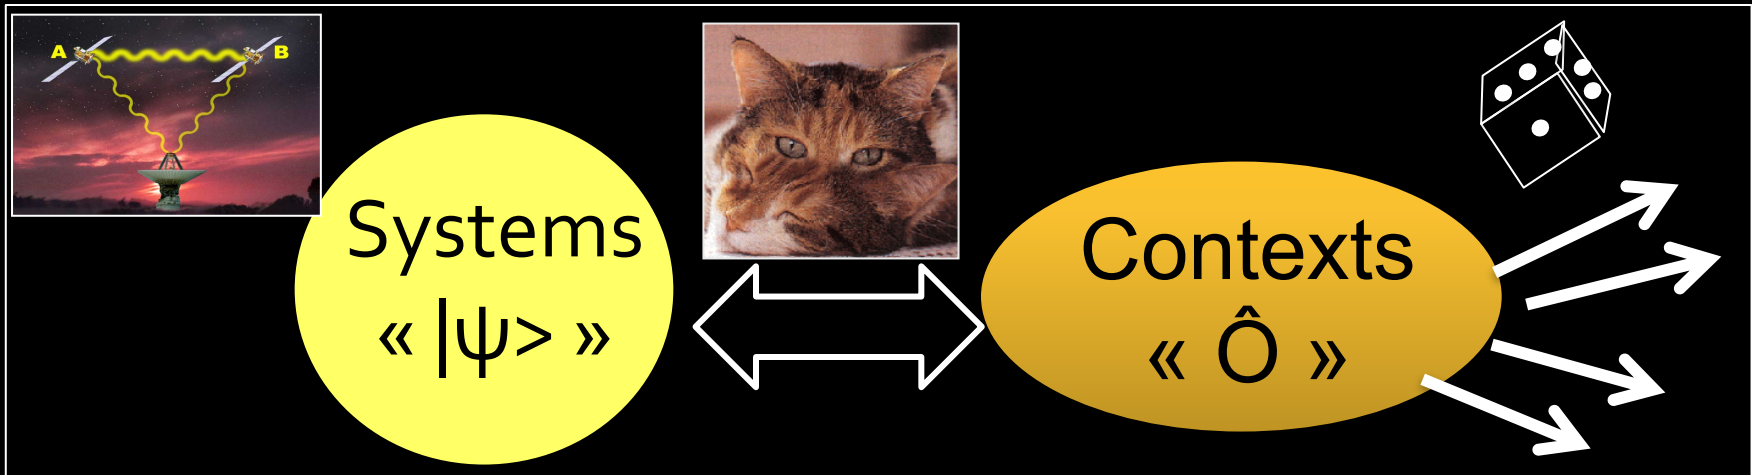 A B
Systems
« |ψ> »
Contexts
« Ô »